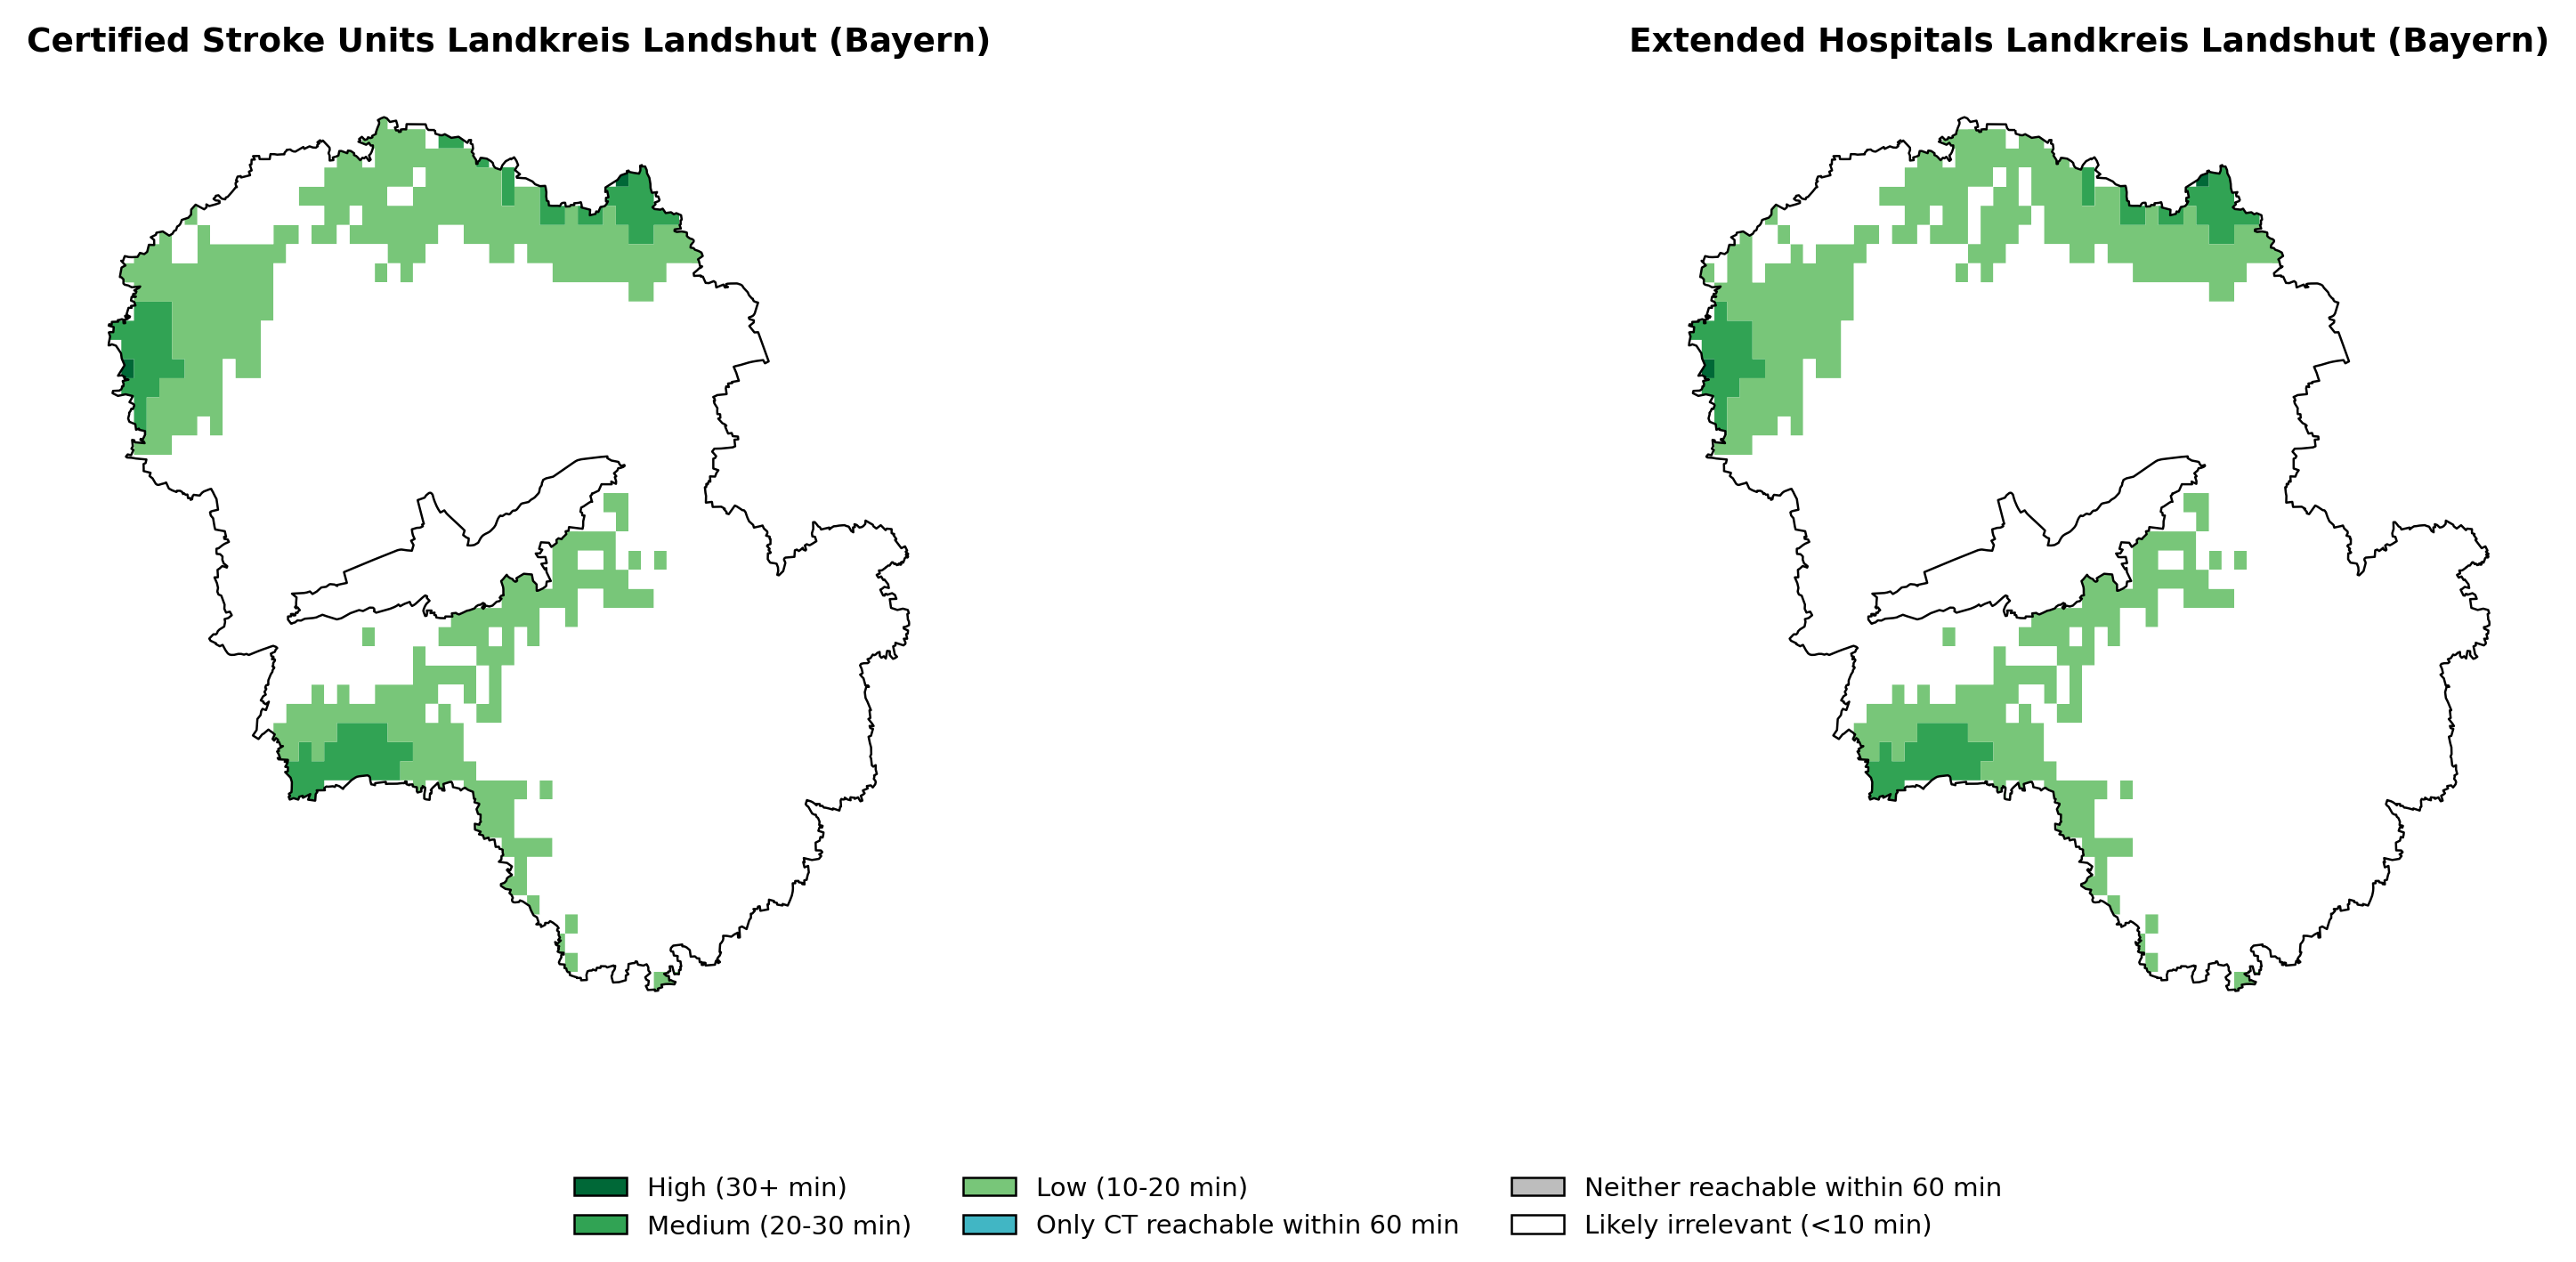 Certified Stroke Units Landkreis Landshut (Bayern)
Extended Hospitals Landkreis Landshut (Bayern)
High (30+ min)
Medium (20-30 min)
Low (10-20 min)
Only CT reachable within 60 min
Neither reachable within 60 min
Likely irrelevant (<10 min)